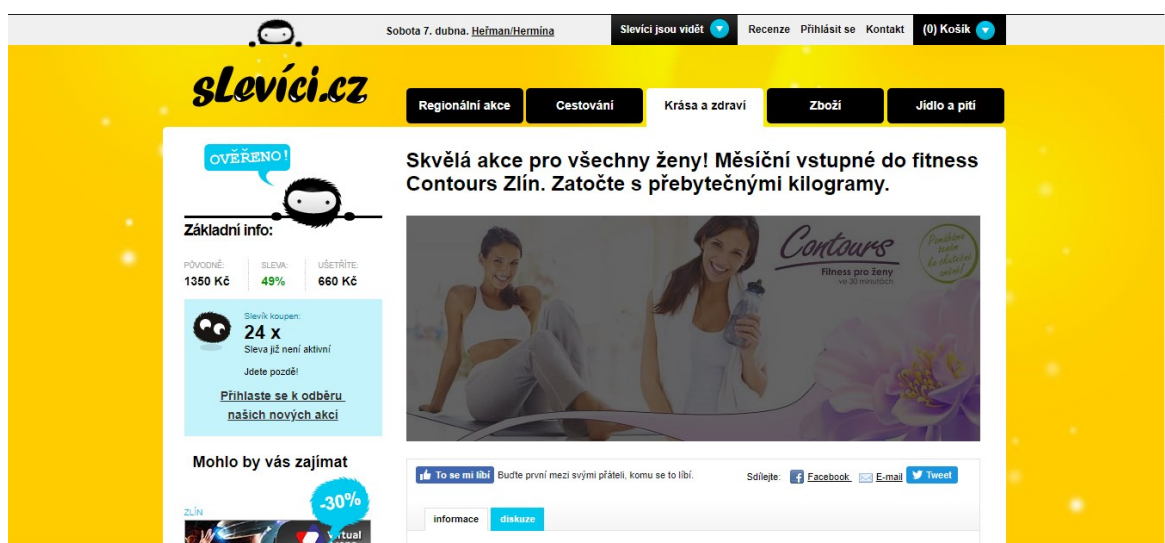 Sobota 7. dubna. Heřman/Hermína
Slevíci jsou vidět
Recenze Přihlásit se Kontakt
(0) Košík
sLevíci.cz
Regionální akce
Cestování
Krása a zdraví
Zboží
Jídlo a pití
OVĚŘENO!
Základní info:
PŮVODNĚ: SLEVA: UŠETŘÍTE:
1350 Kč 49% 660 Kč
Slevík koupen:
24 x
Sleva již není aktivní
Jdete pozdě!
Přihlaste se k odběru
našich nových akcí
Mohlo by vás zajímat
ZLÍN
-30%
Skvělá akce pro všechny ženy! Měsíční vstupné do fitness
Contours Zlín. Zatočte s přebytečnými kilogramy.
Contours
Fitness pro ženy
ve 30 minutách
To se mi líbí Buďte první mezi svými přáteli, komu se to líbí.
Sdílejte: Facebook E-mail Tweet
informace diskuze